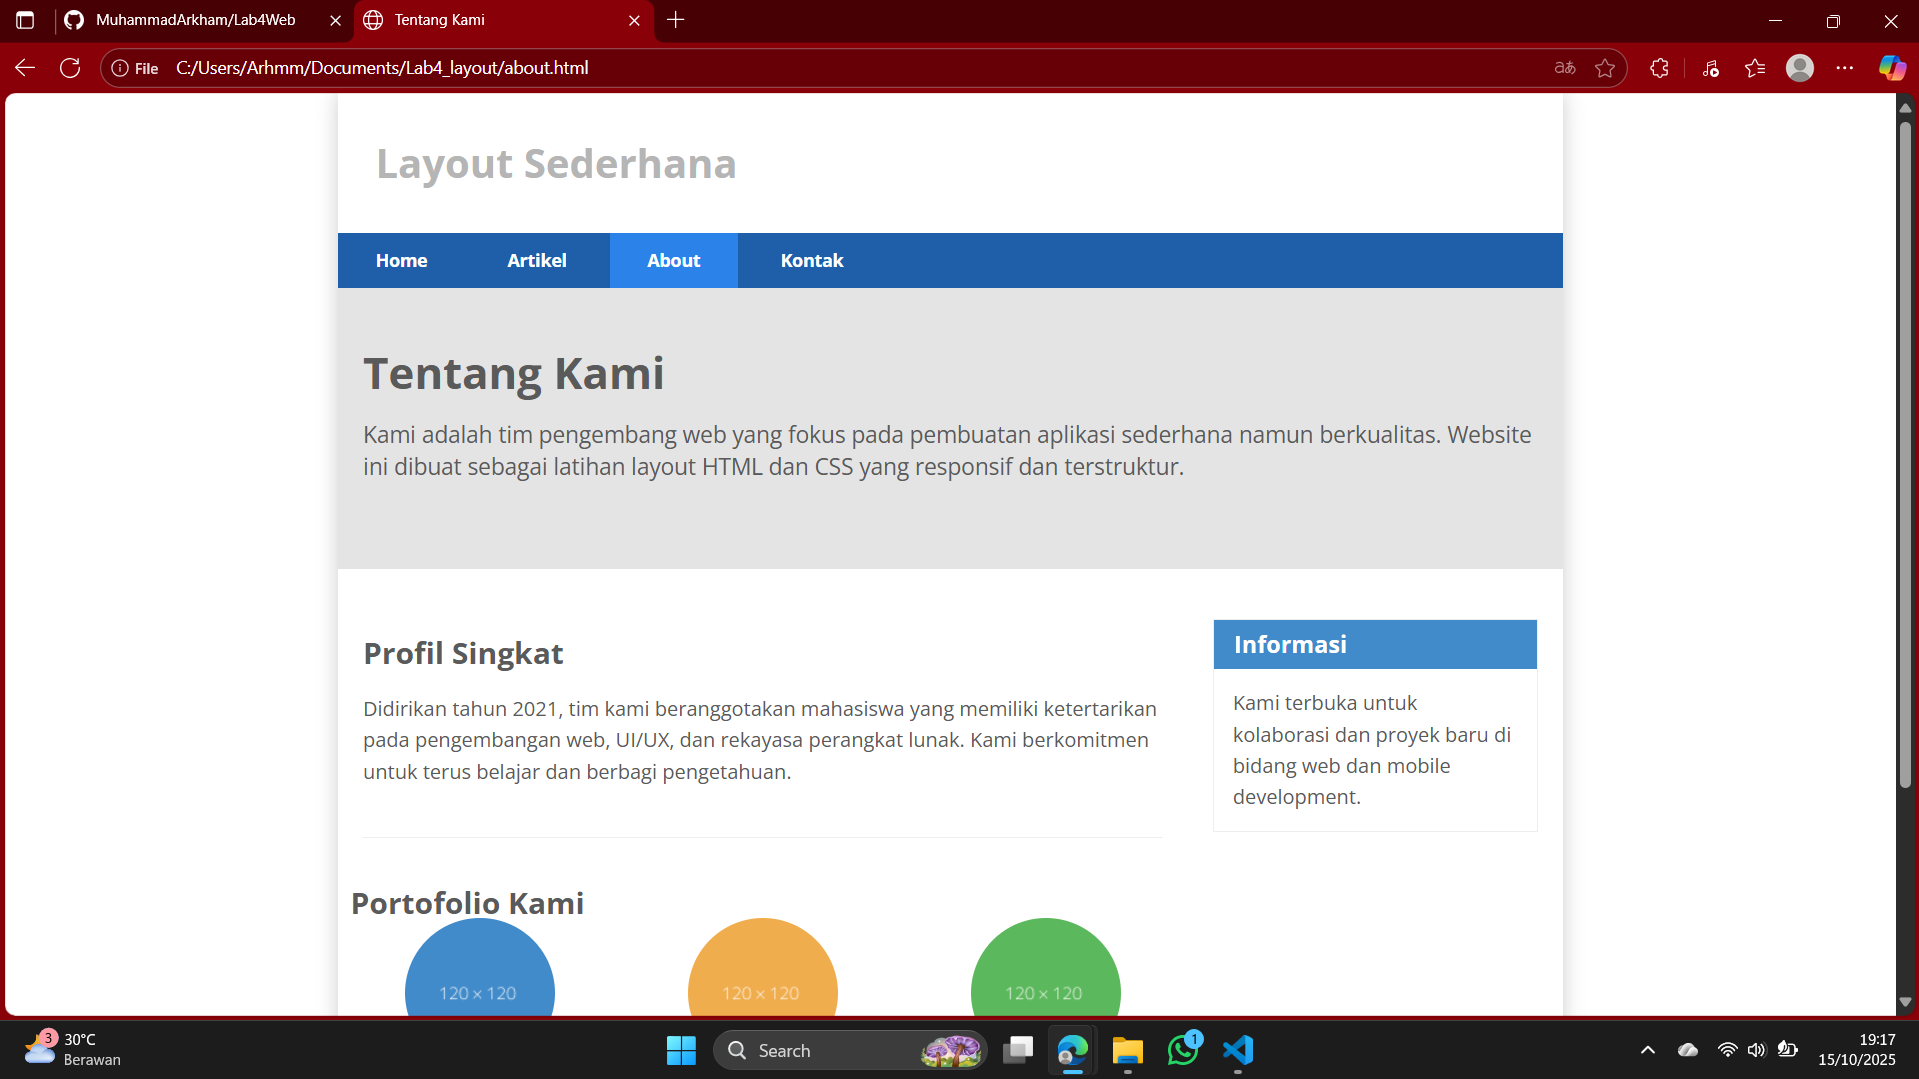 MuhammadArkham/Lab4Web
Tentang Kami
File
C:/Users/Arhmm/Documents/Lab4_layout/about.html
aあ
Layout Sederhana
Home
Artikel
About
Kontak
Tentang Kami
Kami adalah tim pengembang web yang fokus pada pembuatan aplikasi sederhana namun berkualitas. Website
ini dibuat sebagai latihan layout HTML dan CSS yang responsif dan terstruktur.
Profil Singkat
Didirikan tahun 2021, tim kami beranggotakan mahasiswa yang memiliki ketertarikan
pada pengembangan web, UI/UX, dan rekayasa perangkat lunak. Kami berkomitmen
untuk terus belajar dan berbagi pengetahuan.
Informasi
Kami terbuka untuk
kolaborasi dan proyek baru di
bidang web dan mobile
development.
Portofolio Kami
120 × 120
120 × 120
120 × 120
3
30°C
Berawan
Search
1
19:17
15/10/2025